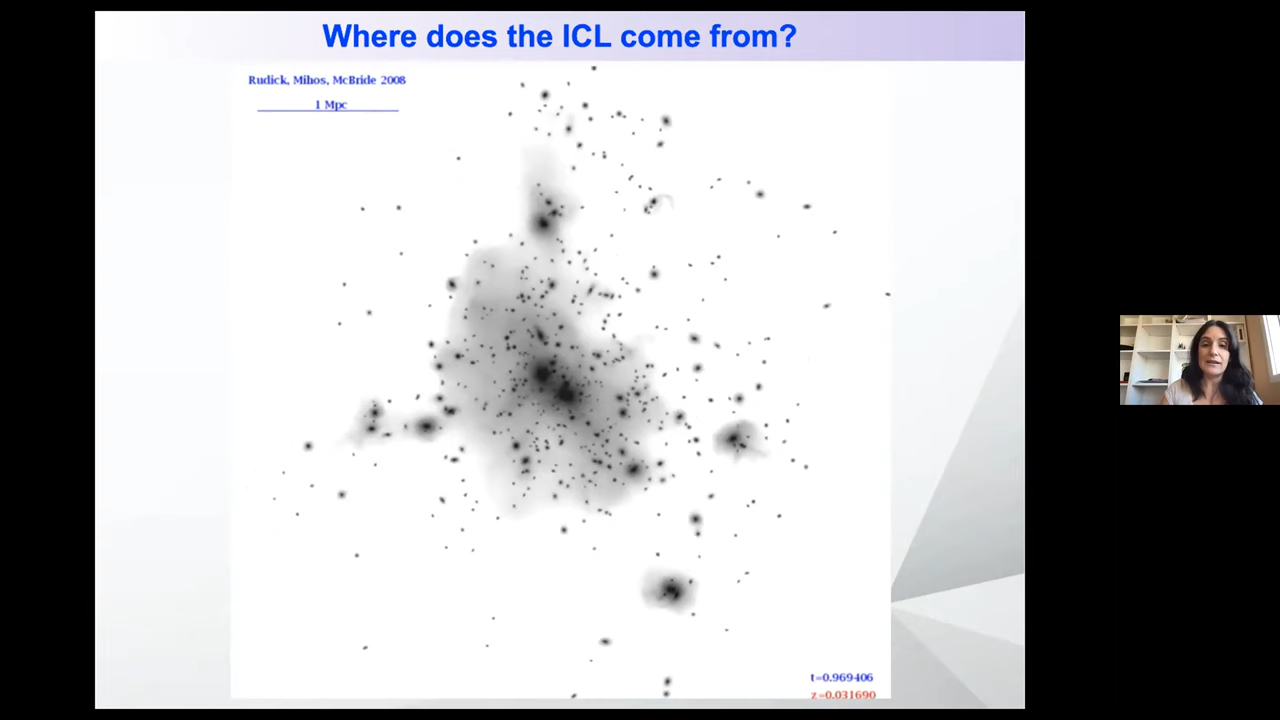 Where does the ICL come from?
Rudick, Mihos, McBride 2008
1 Mpc
t=0.969406
z=0.031690